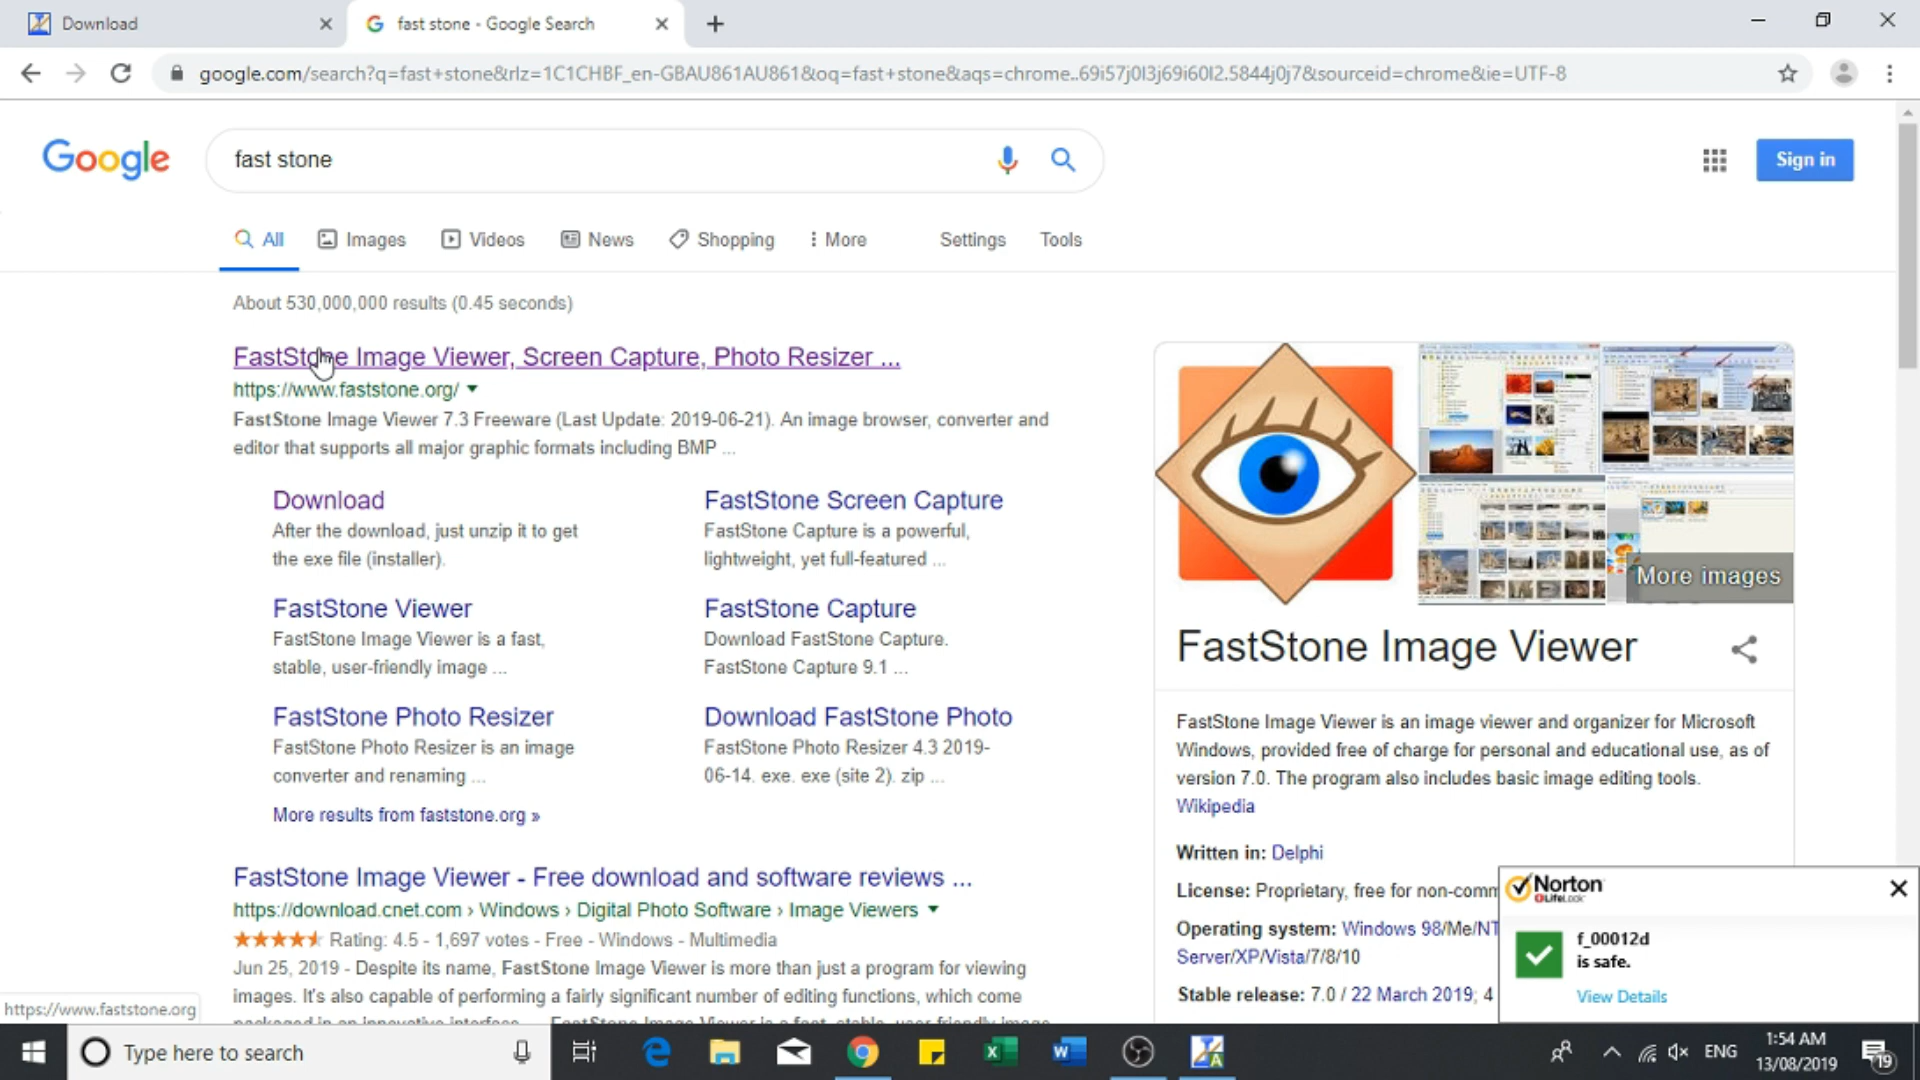 Download
fast stone - Google Search
google.com/search?q=fast+stone&rlz=1C1CHBF_en-GBAU861AU861&oq=fast+stone&aqs=chrome..69i57j0l3j69i60l2.5844j0j7&sourceid=chrome&ie=UTF-8
Google
fast stone
Sign in
All
Images
Videos
News
Shopping
More
Settings
Tools
About 530,000,000 results (0.45 seconds)
FastStone Image Viewer, Screen Capture, Photo Resizer ...
https://www.faststone.org/
FastStone Image Viewer 7.3 Freeware (Last Update: 2019-06-21). An image browser, converter and
editor that supports all major graphic formats including BMP ...
Download
After the download, just unzip it to get
the exe file (installer).
FastStone Screen Capture
FastStone Capture is a powerful,
lightweight, yet full-featured ...
FastStone Viewer
FastStone Image Viewer is a fast,
stable, user-friendly image ...
FastStone Capture
Download FastStone Capture.
FastStone Capture 9.1 ...
FastStone Photo Resizer
FastStone Photo Resizer is an image
converter and renaming ...
Download FastStone Photo
FastStone Photo Resizer 4.3 2019-
06-14. exe. exe (site 2). zip ...
More results from faststone.org »
FastStone Image Viewer - Free download and software reviews ...
https://download.cnet.com › Windows › Digital Photo Software › Image Viewers
Rating: 4.5 - 1,697 votes - Free - Windows - Multimedia
Jun 25, 2019 - Despite its name, FastStone Image Viewer is more than just a program for viewing
images. It's also capable of performing a fairly significant number of editing functions, which come
packaged in an innovative interface. ... FastStone Image Viewer is a fast, stable, user-friendly image
More images
FastStone Image Viewer
FastStone Image Viewer is an image viewer and organizer for Microsoft
Windows, provided free of charge for personal and educational use, as of
version 7.0. The program also includes basic image editing tools.
Wikipedia
Written in: Delphi
License: Proprietary, free for non-comm
Operating system: Windows 98/Me/NT
Server/XP/Vista/7/8/10
Stable release: 7.0 / 22 March 2019; 4
Norton
LifeLock
f_00012d
is safe.
View Details
https://www.faststone.org
Type here to search
ENG
1:54 AM
13/08/2019
19